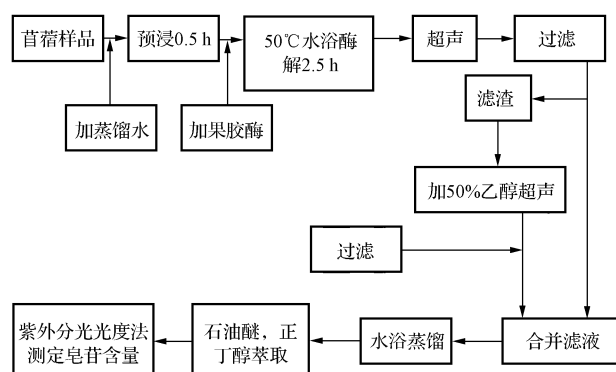 苜蓿样品
预浸0.5 h
50℃水浴酶
解2.5 h
超声
过滤
加蒸馏水
加果胶酶
滤渣
加50%乙醇超声
过滤
紫外分光光度法
测定皂苷含量
石油醚，正
丁醇萃取
水浴蒸馏
合并滤液